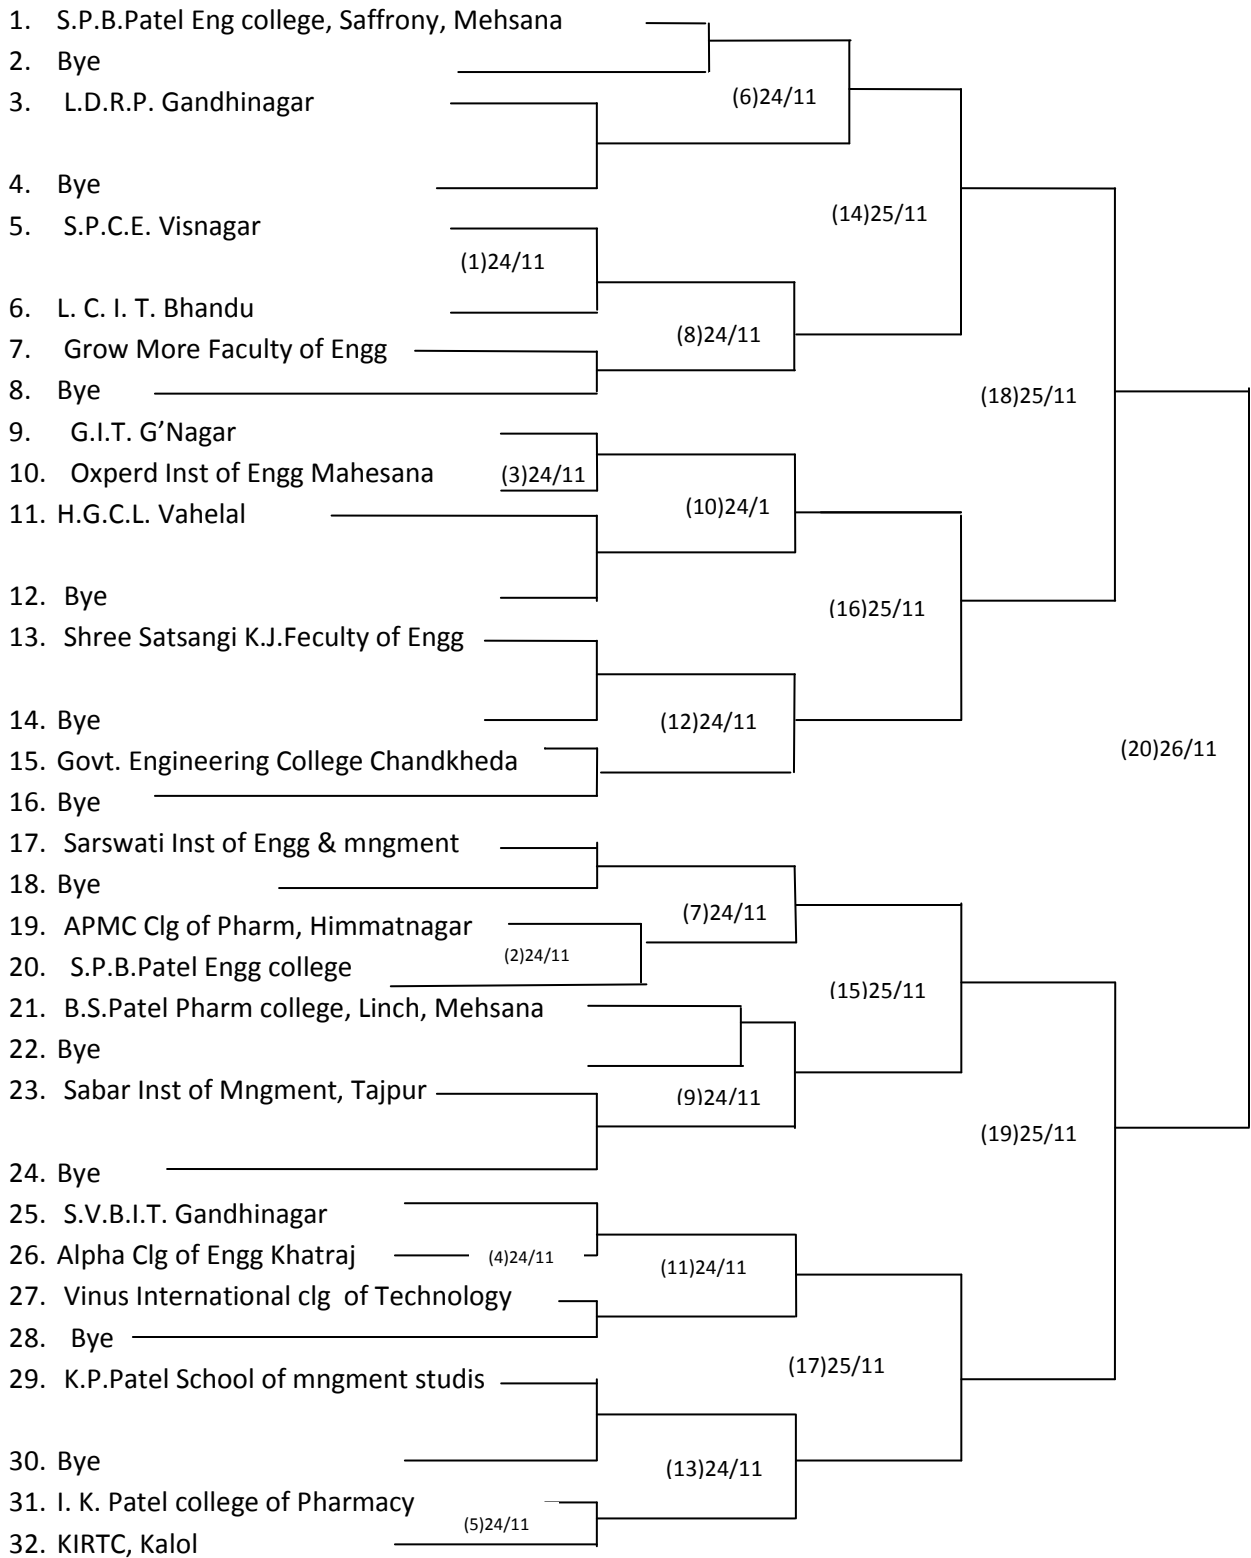 1. S.P.B.Patel Eng college, Saffrony, Mehsana
2. Bye
(6)24/11
3. L.D.R.P. Gandhinagar
4. Bye
(14)25/11
5. S.P.C.E. Visnagar
(1)24/11
6. L. C. I. T. Bhandu
(8)24/11
7. Grow More Faculty of Engg
8. Bye
(18)25/11
9. G.I.T. G’Nagar
10. Oxperd Inst of Engg Mahesana (3)24/11
(10)24/1
11. H.G.C.L. Vahelal
12. Bye
(16)25/11
13. Shree Satsangi K.J.Feculty of Engg
14. Bye
(12)24/11
(20)26/11
15. Govt. Engineering College Chandkheda
16. Bye
17. Sarswati Inst of Engg & mngment
18. Bye
(7)24/11
19. APMC Clg of Pharm, Himmatnagar
(2)24/11
20. S.P.B.Patel Engg college
(15)25/11
21. B.S.Patel Pharm college, Linch, Mehsana
22. Bye
23. Sabar Inst of Mngment, Tajpur
(9)24/11
(19)25/11
24. Bye
25. S.V.B.I.T. Gandhinagar
26. Alpha Clg of Engg Khatraj (4)24/11
(11)24/11
27. Vinus International clg of Technology
28. Bye
(17)25/11
29. K.P.Patel School of mngment studis
30. Bye
(13)24/11
31. I. K. Patel college of Pharmacy
(5)24/11
32. KIRTC, Kalol